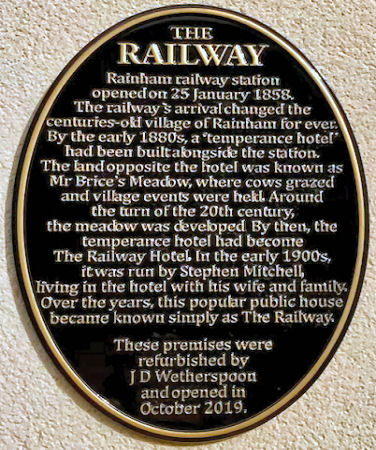 THE
RAILWAY
Rainham railway station
opened on 25 January 1858.
The railway's arrival changed the
centuries-old village of Rainham for ever.
By the early 1880s, a 'temperance hotel'
had been built alongside the station.
The land opposite the hotel was known as
Mr Brice's Meadow, where cows grazed
and village events were held. Around
the turn of the 20th century,
the meadow was developed. By then, the
temperance hotel had become
The Railway Hotel. In the early 1900s,
it was run by Stephen Mitchell,
living in the hotel with his wife and family.
Over the years, this popular public house
became known simply as The Railway.
These premises were
refurbished by
J D Wetherspoon
and opened in
October 2019.